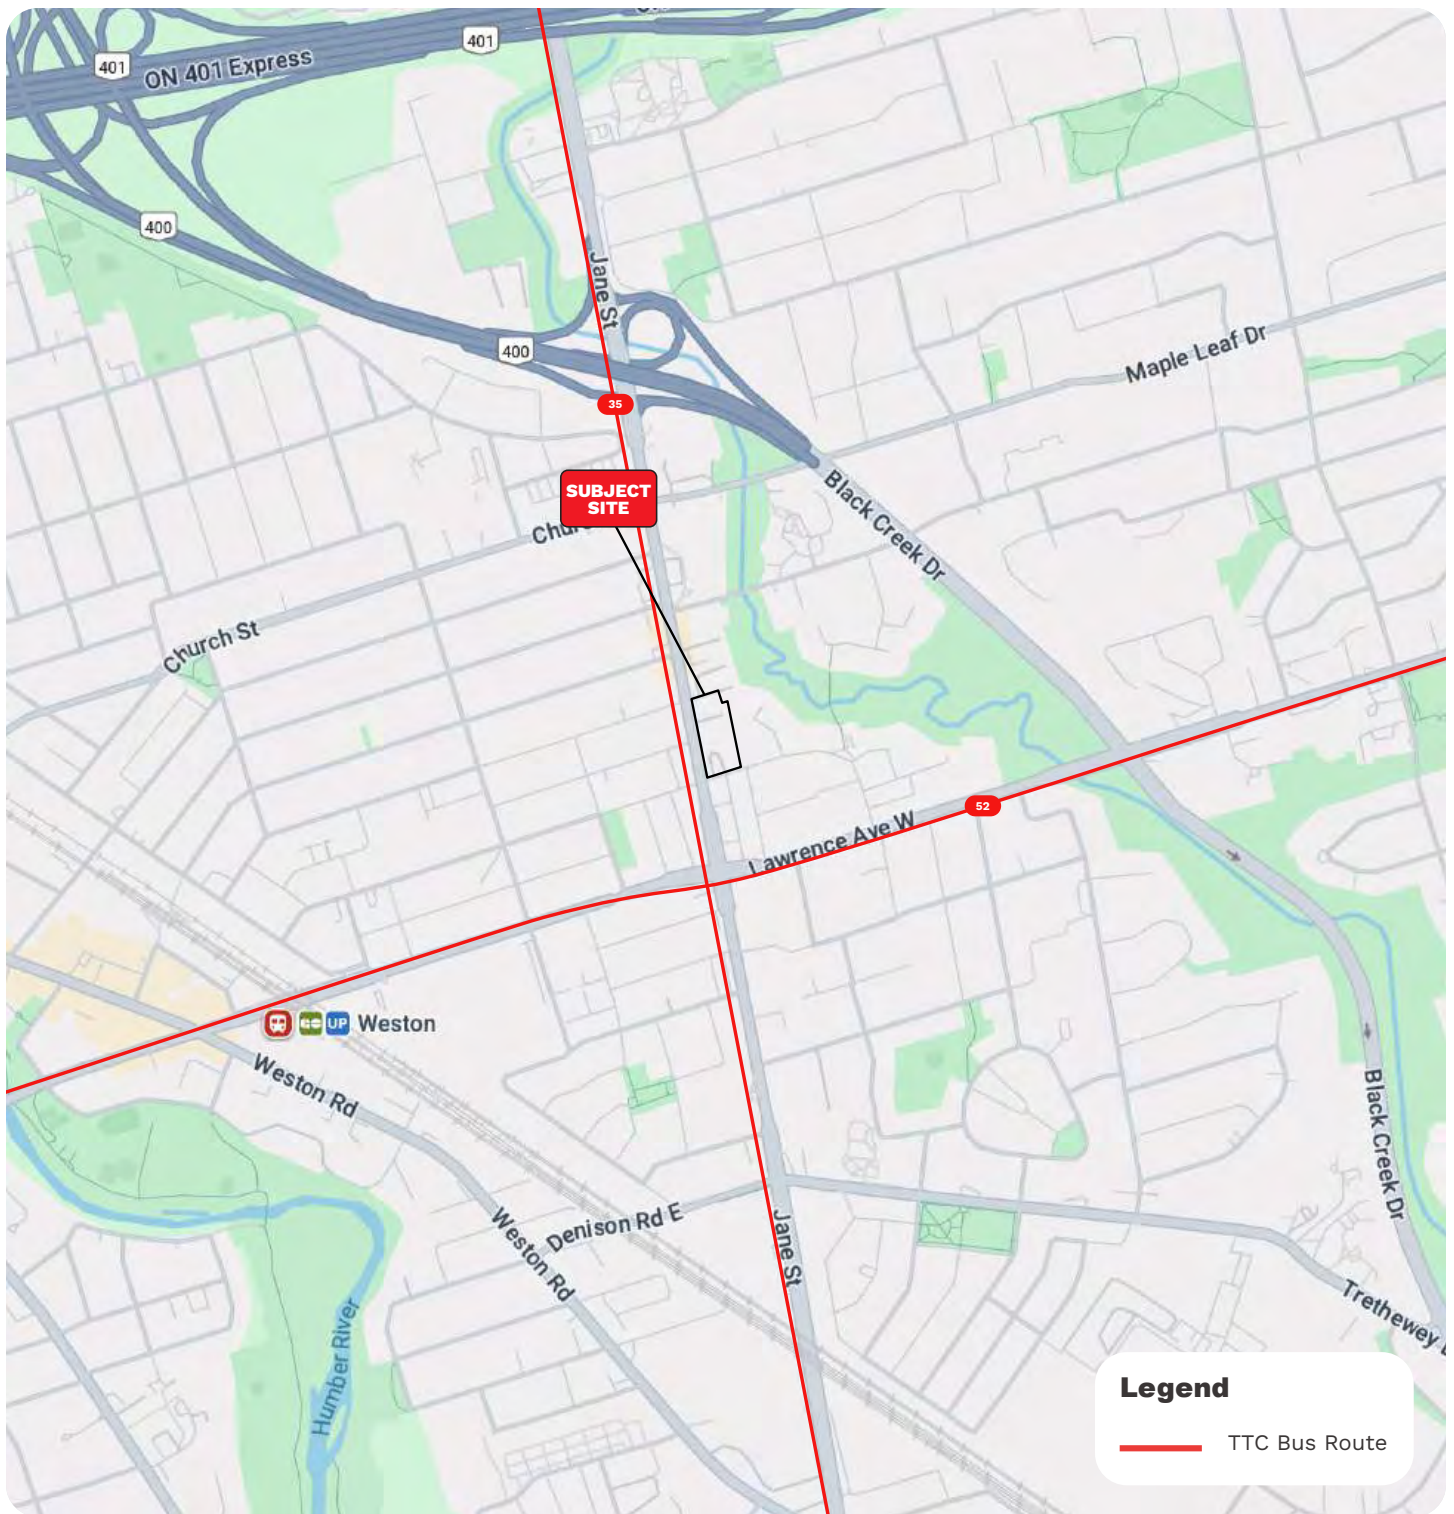 401
401
ON 401 Express
400
Jane St
400
Maple Leaf Dr
35
SUBJECT
SITE
Black Creek Dr
Church St
52
Lawrence Ave W
UP Weston
Weston Rd
Black Creek Dr
Denison Rd E
Weston Rd
Jane St
Trethewey
Humber River
Legend
TTC Bus Route